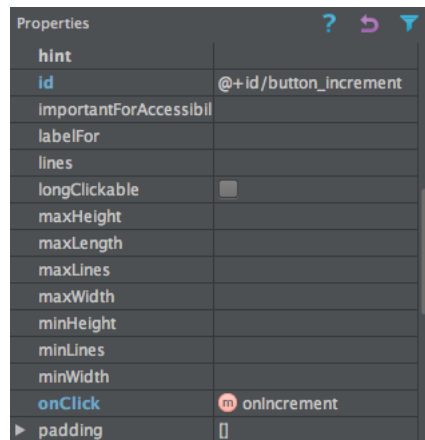 Properties ?
hint
id @+id/button_increment
importantForAccessibil
labelFor
lines
longClickable
maxHeight
maxLength
maxLines
maxWidth
minHeight
minLines
minWidth
onClick m onIncrement
padding []